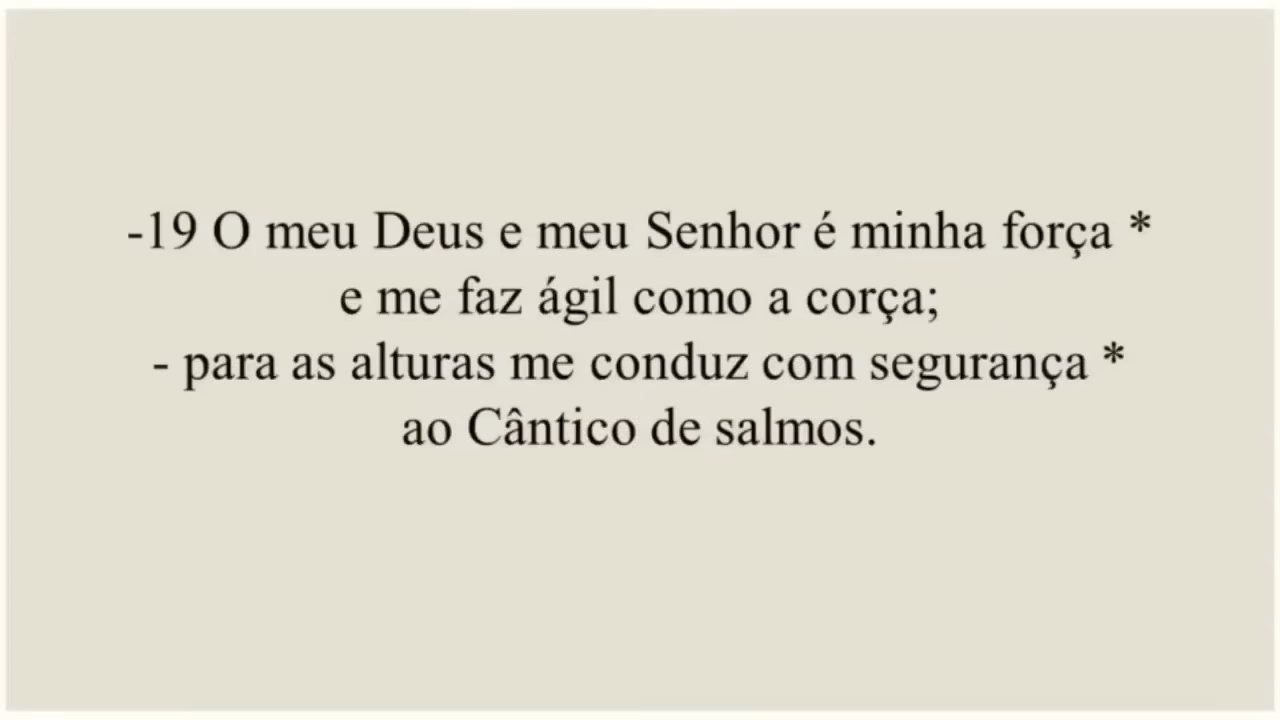 -19 O meu Deus e meu Senhor é minha força *
e me faz ágil como a corça;
- para as alturas me conduz com segurança *
ao Cântico de salmos.